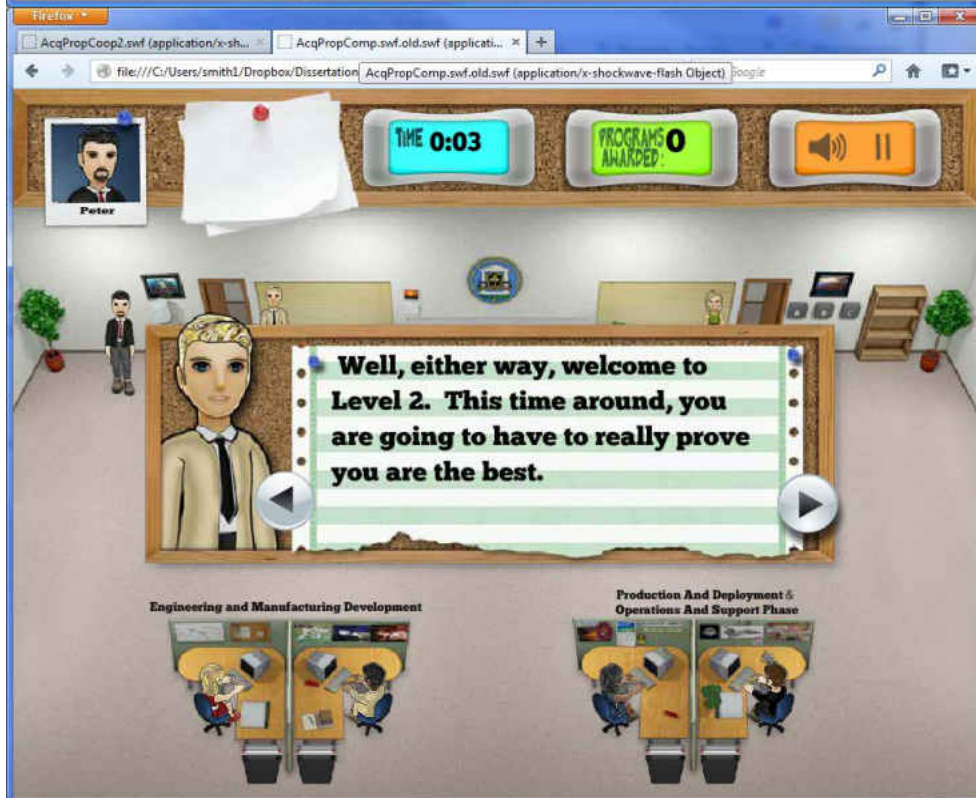 Firefox
AcqPropCoop2.swf (application/x-sh...
AcqPropComp.swf.old.swf (applicati...
file:///C:/Users/smith1/Dropbox/Dissertation
AcqPropComp.swf.old.swf (application/x-shockwave-flash Object)
Google
TIME 0:03
PROGRAMS AWARDED: 0
Peter
Well, either way, welcome to
Level 2. This time around, you
are going to have to really prove
you are the best.
Engineering and Manufacturing Development
Production And Deployment &
Operations And Support Phase